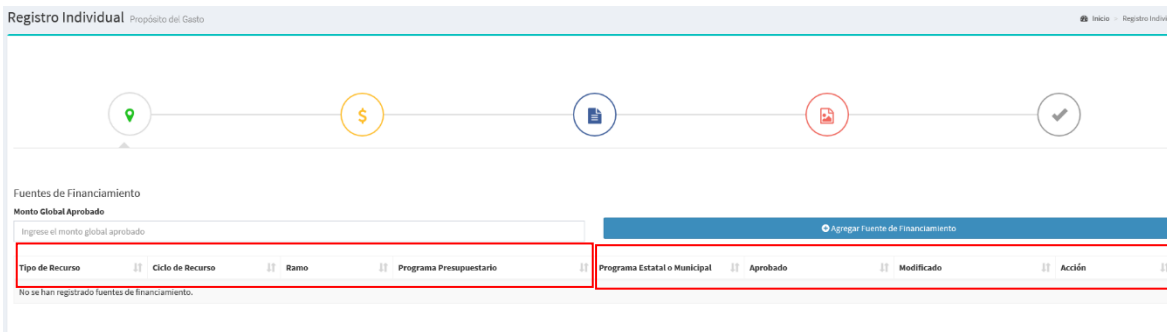 Registro Individual Propósito del Gasto
Inicio > Registro
Fuentes de Financiamiento
Monto Global Aprobado
Ingrese el monto global aprobado
Agregar Fuente de Financiamiento
Tipo de Recurso Ciclo de Recurso Ramo Programa Presupuestario Programa Estatal o Municipal Aprobado Modificado Acción
No se han registrado fuentes de financiamiento.